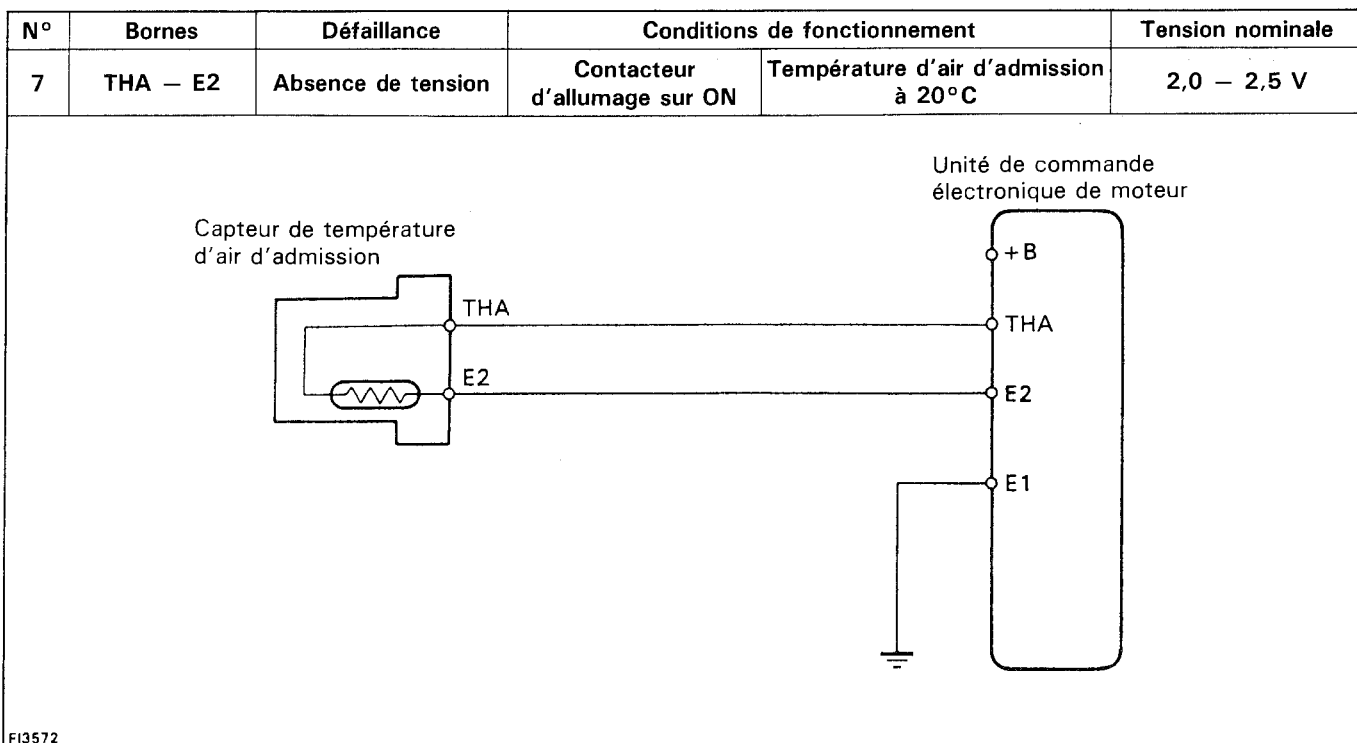 N° Bornes Défaillance Conditions de fonctionnement Tension nominale
7 THA — E2 Absence de tension Contacteur d'allumage sur ON Température d'air d'admission à 20°C 2,0 — 2,5 V
Unité de commande
électronique de moteur
Capteur de température
d'air d'admission
+B
THA
THA
E2
E2
E1
FI3572